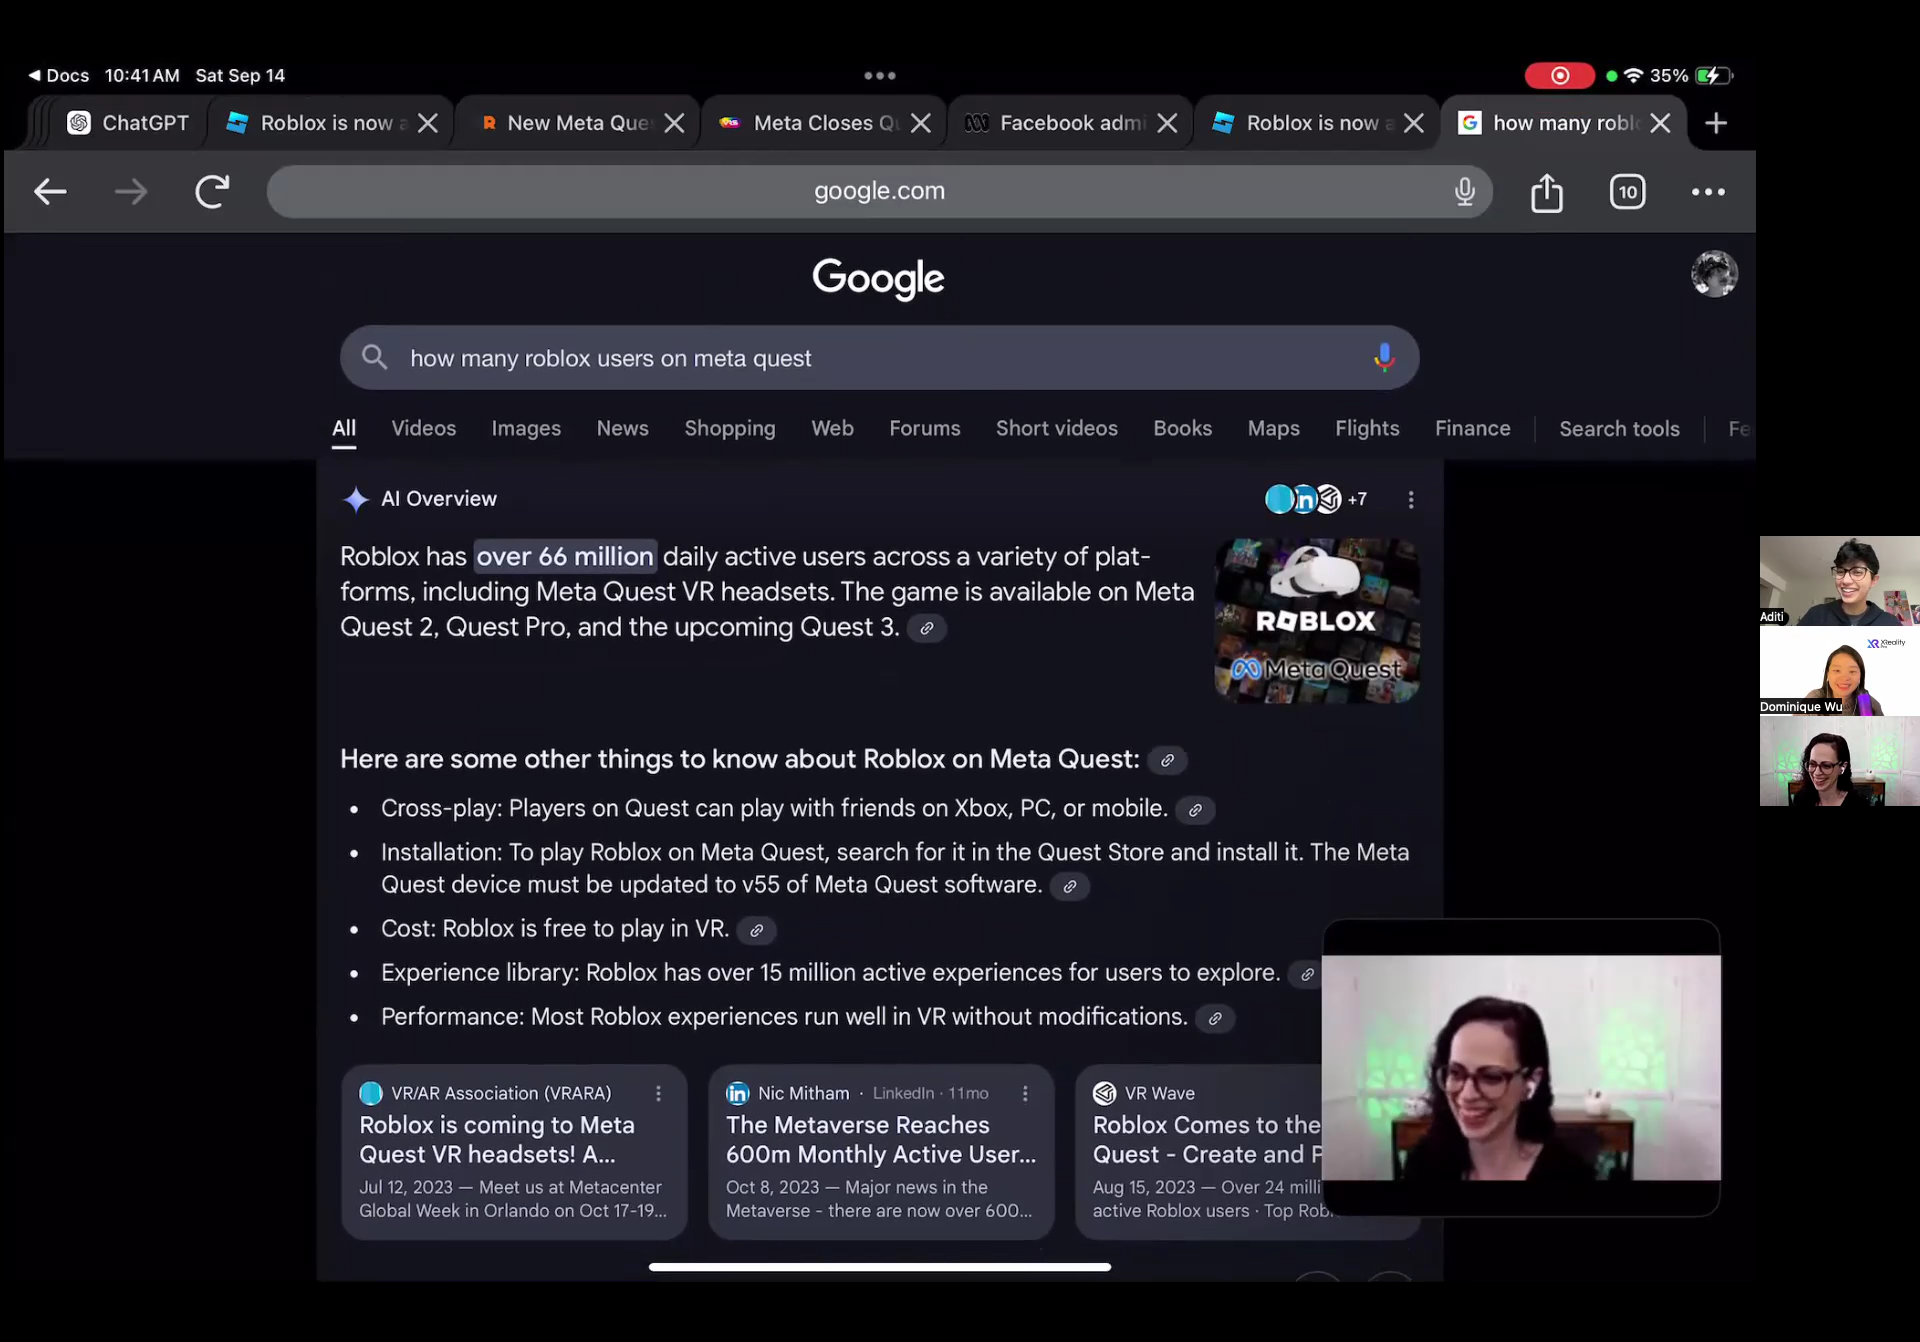 Docs 10:41 AM Sat Sep 14
35%
ChatGPT
Roblox is now a
New Meta Que
Meta Closes Qu
Facebook admi
Roblox is now a
how many robl
google.com
10
Google
how many roblox users on meta quest
All Videos Images News Shopping Web Forums Short videos Books Maps Flights Finance Search tools Fe
AI Overview
+7
Roblox has over 66 million daily active users across a variety of plat-
forms, including Meta Quest VR headsets. The game is available on Meta
Quest 2, Quest Pro, and the upcoming Quest 3.
ROBLOX
Meta Quest
Here are some other things to know about Roblox on Meta Quest:
• Cross-play: Players on Quest can play with friends on Xbox, PC, or mobile.
• Installation: To play Roblox on Meta Quest, search for it in the Quest Store and install it. The Meta
Quest device must be updated to v55 of Meta Quest software.
• Cost: Roblox is free to play in VR.
• Experience library: Roblox has over 15 million active experiences for users to explore.
• Performance: Most Roblox experiences run well in VR without modifications.
VR/AR Association (VRARA)
Roblox is coming to Meta
Quest VR headsets! A...
Jul 12, 2023 — Meet us at Metacenter
Global Week in Orlando on Oct 17-19...
Nic Mitham · LinkedIn · 11mo
The Metaverse Reaches
600m Monthly Active User...
Oct 8, 2023 — Major news in the
Metaverse - there are now over 600...
VR Wave
Roblox Comes to the
Quest - Create and P
Aug 15, 2023 — Over 24 milli
active Roblox users · Top Rob
Aditi
XR XReality
Dominique Wu